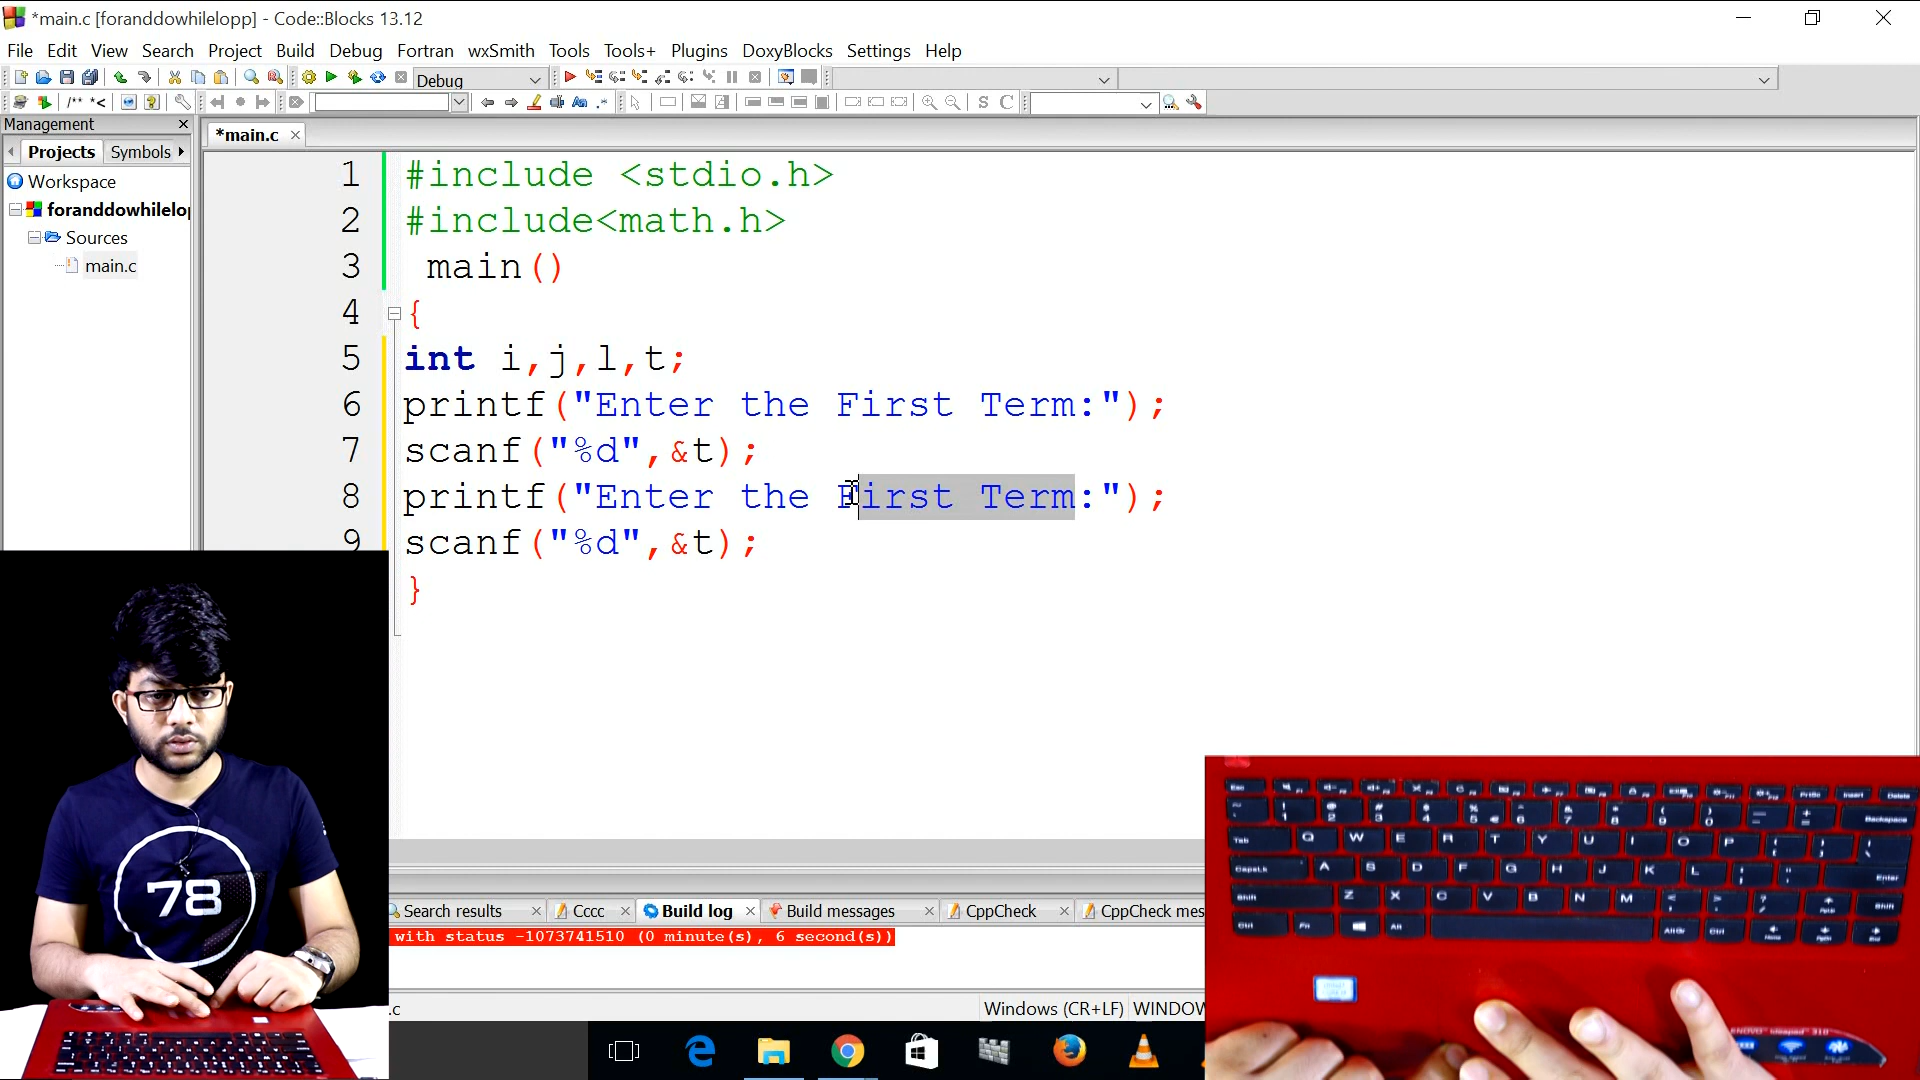 *main.c [foranddowhilelopp] - Code::Blocks 13.12
File Edit View Search Project Build Debug Fortran wxSmith Tools Tools+ Plugins DoxyBlocks Settings Help
Debug
/** *<
S C
Management
Projects Symbols
*main.c
Workspace
foranddowhilelo
Sources
main.c
1 #include <stdio.h>
2 #include<math.h>
3 main()
4 {
5 int i,j,l,t;
6 printf("Enter the First Term:");
7 scanf("%d",&t);
8 printf("Enter the First Term:");
9 scanf("%d",&t);
}
78
Search results Cccc Build log Build messages CppCheck CppCheck mes
with status -1073741510 (0 minute(s), 6 second(s))
.c Windows (CR+LF) WINDOW
Q W E R T Y U I O P
A S D F G H J K L
Z X C V B N M